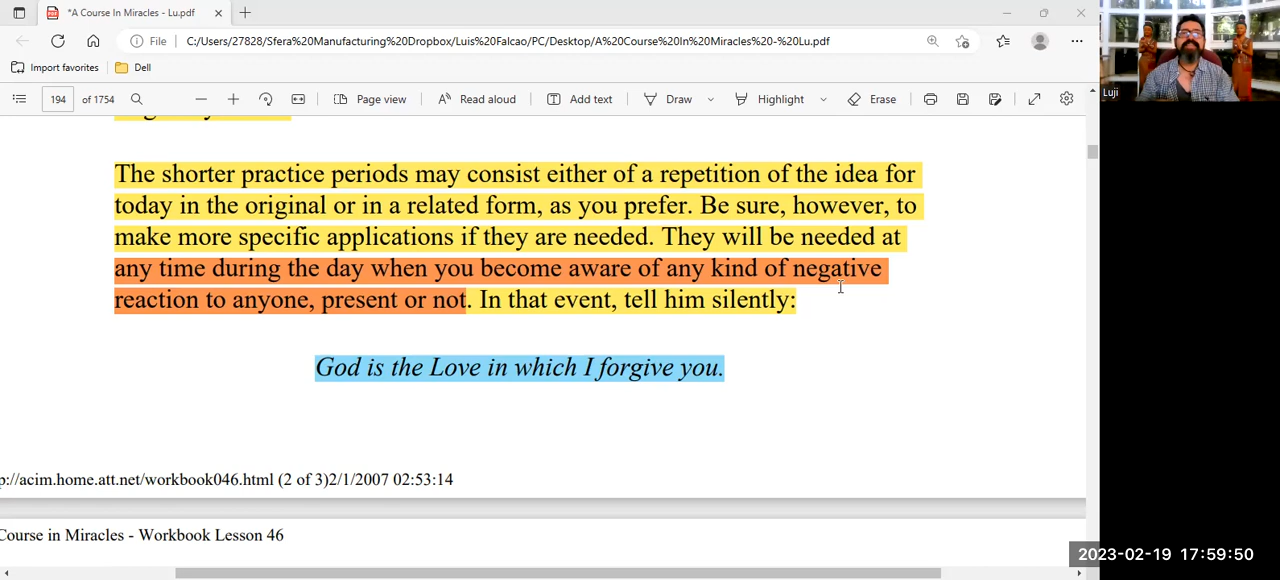 *A Course In Miracles - Lu.pdf
File
C:/Users/27828/Sfera%20Manufacturing%20Dropbox/Luis%20Falcao/PC/Desktop/A%20Course%20In%20Miracles%20-%20Lu.pdf
Import favorites
Dell
194 of 1754
Page view
Read aloud
Add text
Draw
Highlight
Erase
Luji
The shorter practice periods may consist either of a repetition of the idea for
today in the original or in a related form, as you prefer. Be sure, however, to
make more specific applications if they are needed. They will be needed at
any time during the day when you become aware of any kind of negative
reaction to anyone, present or not. In that event, tell him silently:
God is the Love in which I forgive you.
p://acim.home.att.net/workbook046.html (2 of 3)2/1/2007 02:53:14
Course in Miracles - Workbook Lesson 46
2023-02-19 17:59:50